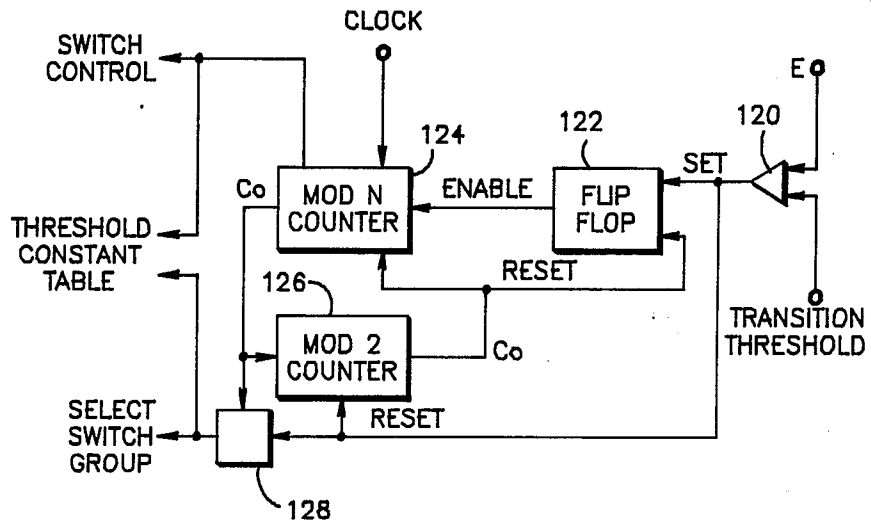 CLOCK
SWITCH
CONTROL
E
120
124
122
SET
Co
MOD N
COUNTER
ENABLE
FLIP
FLOP
THRESHOLD
CONSTANT
TABLE
RESET
126
MOD 2
COUNTER
Co
TRANSITION
THRESHOLD
SELECT
SWITCH
GROUP
RESET
128